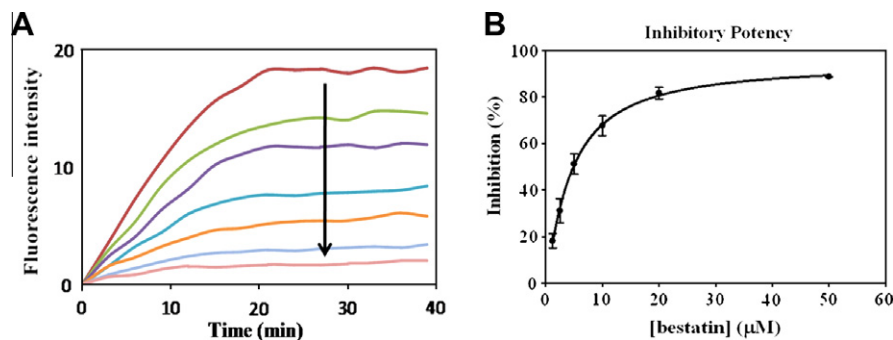 A
Fluorescence intensity
20
10
0
0 10 20 30 40
Time (min)
B
Inhibitory Potency
Inhibition (%)
100
80
60
40
20
0
0 10 20 30 40 50 60
[bestatin] (µM)